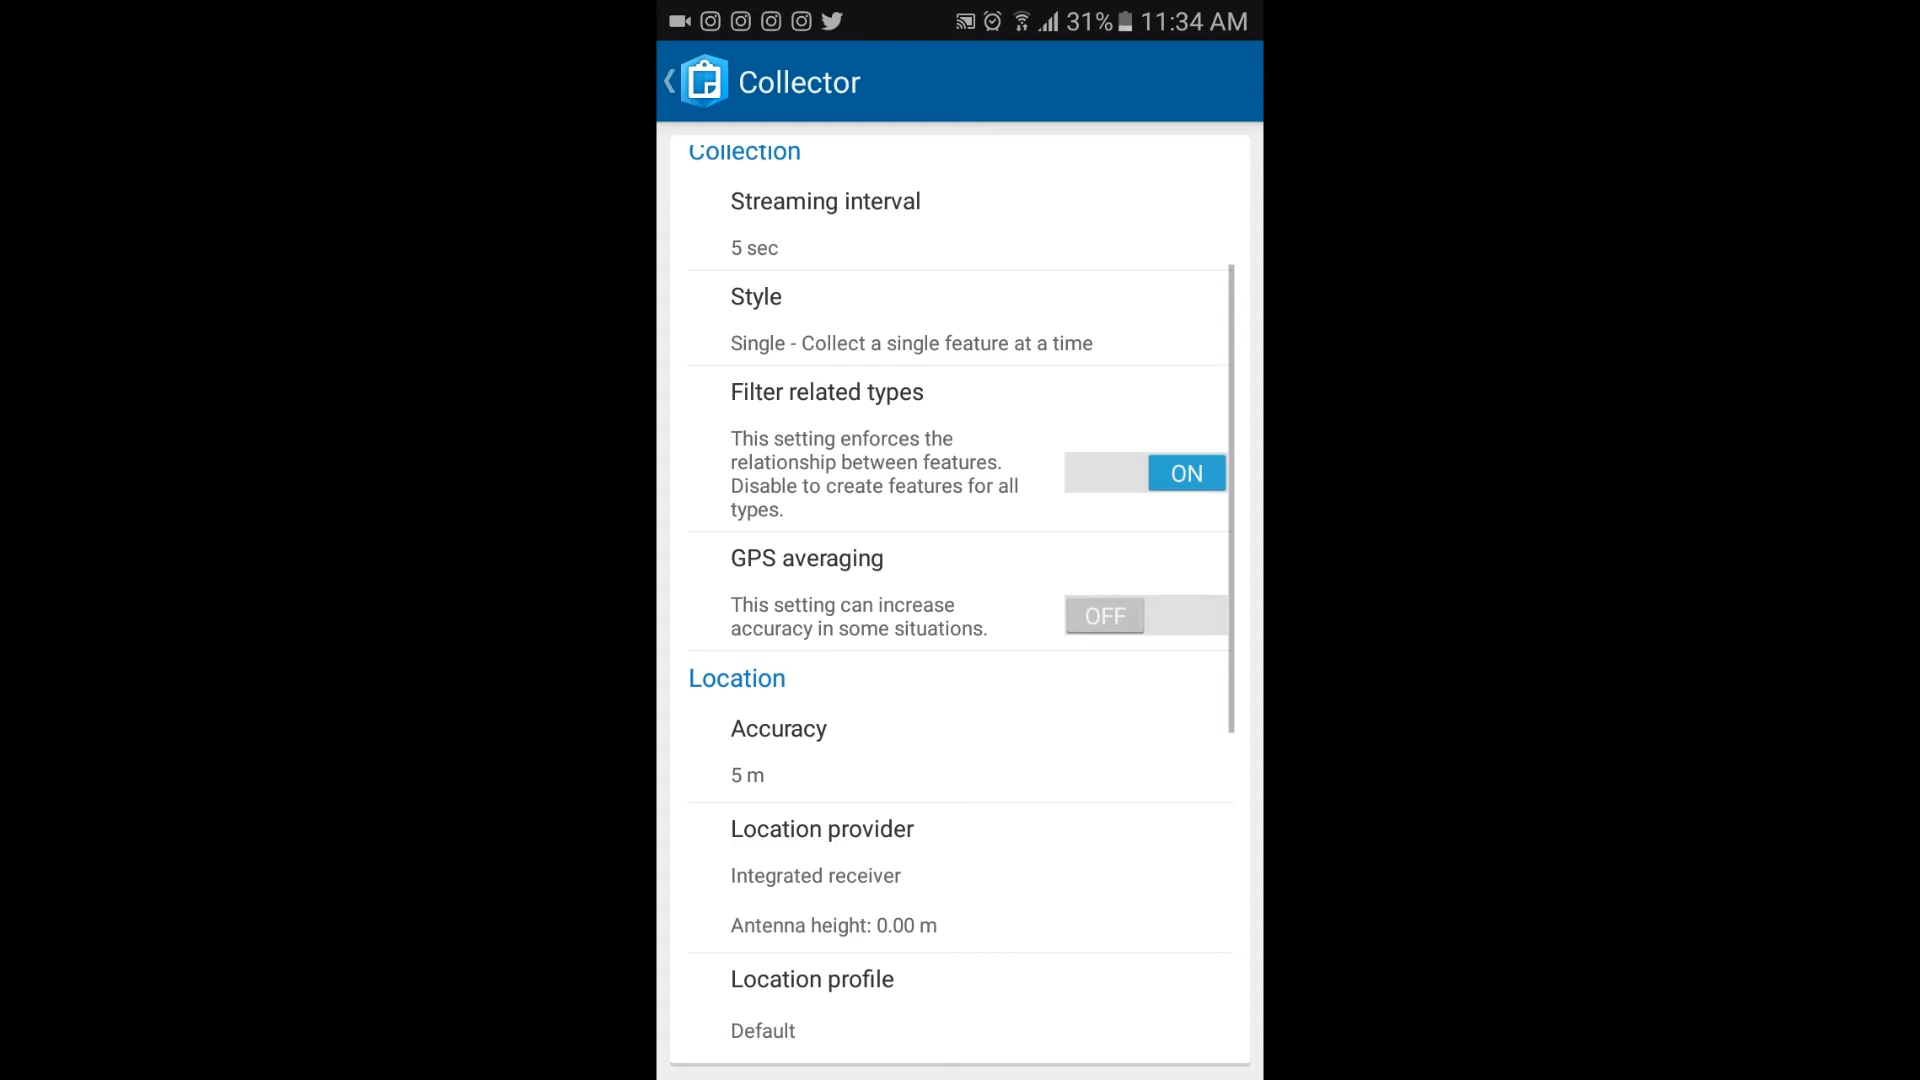 31% 11:34 AM
Collector
Collection
Streaming interval
5 sec
Style
Single - Collect a single feature at a time
Filter related types
This setting enforces the
relationship between features.
Disable to create features for all
types.
ON
GPS averaging
This setting can increase
accuracy in some situations.
OFF
Location
Accuracy
5 m
Location provider
Integrated receiver
Antenna height: 0.00 m
Location profile
Default